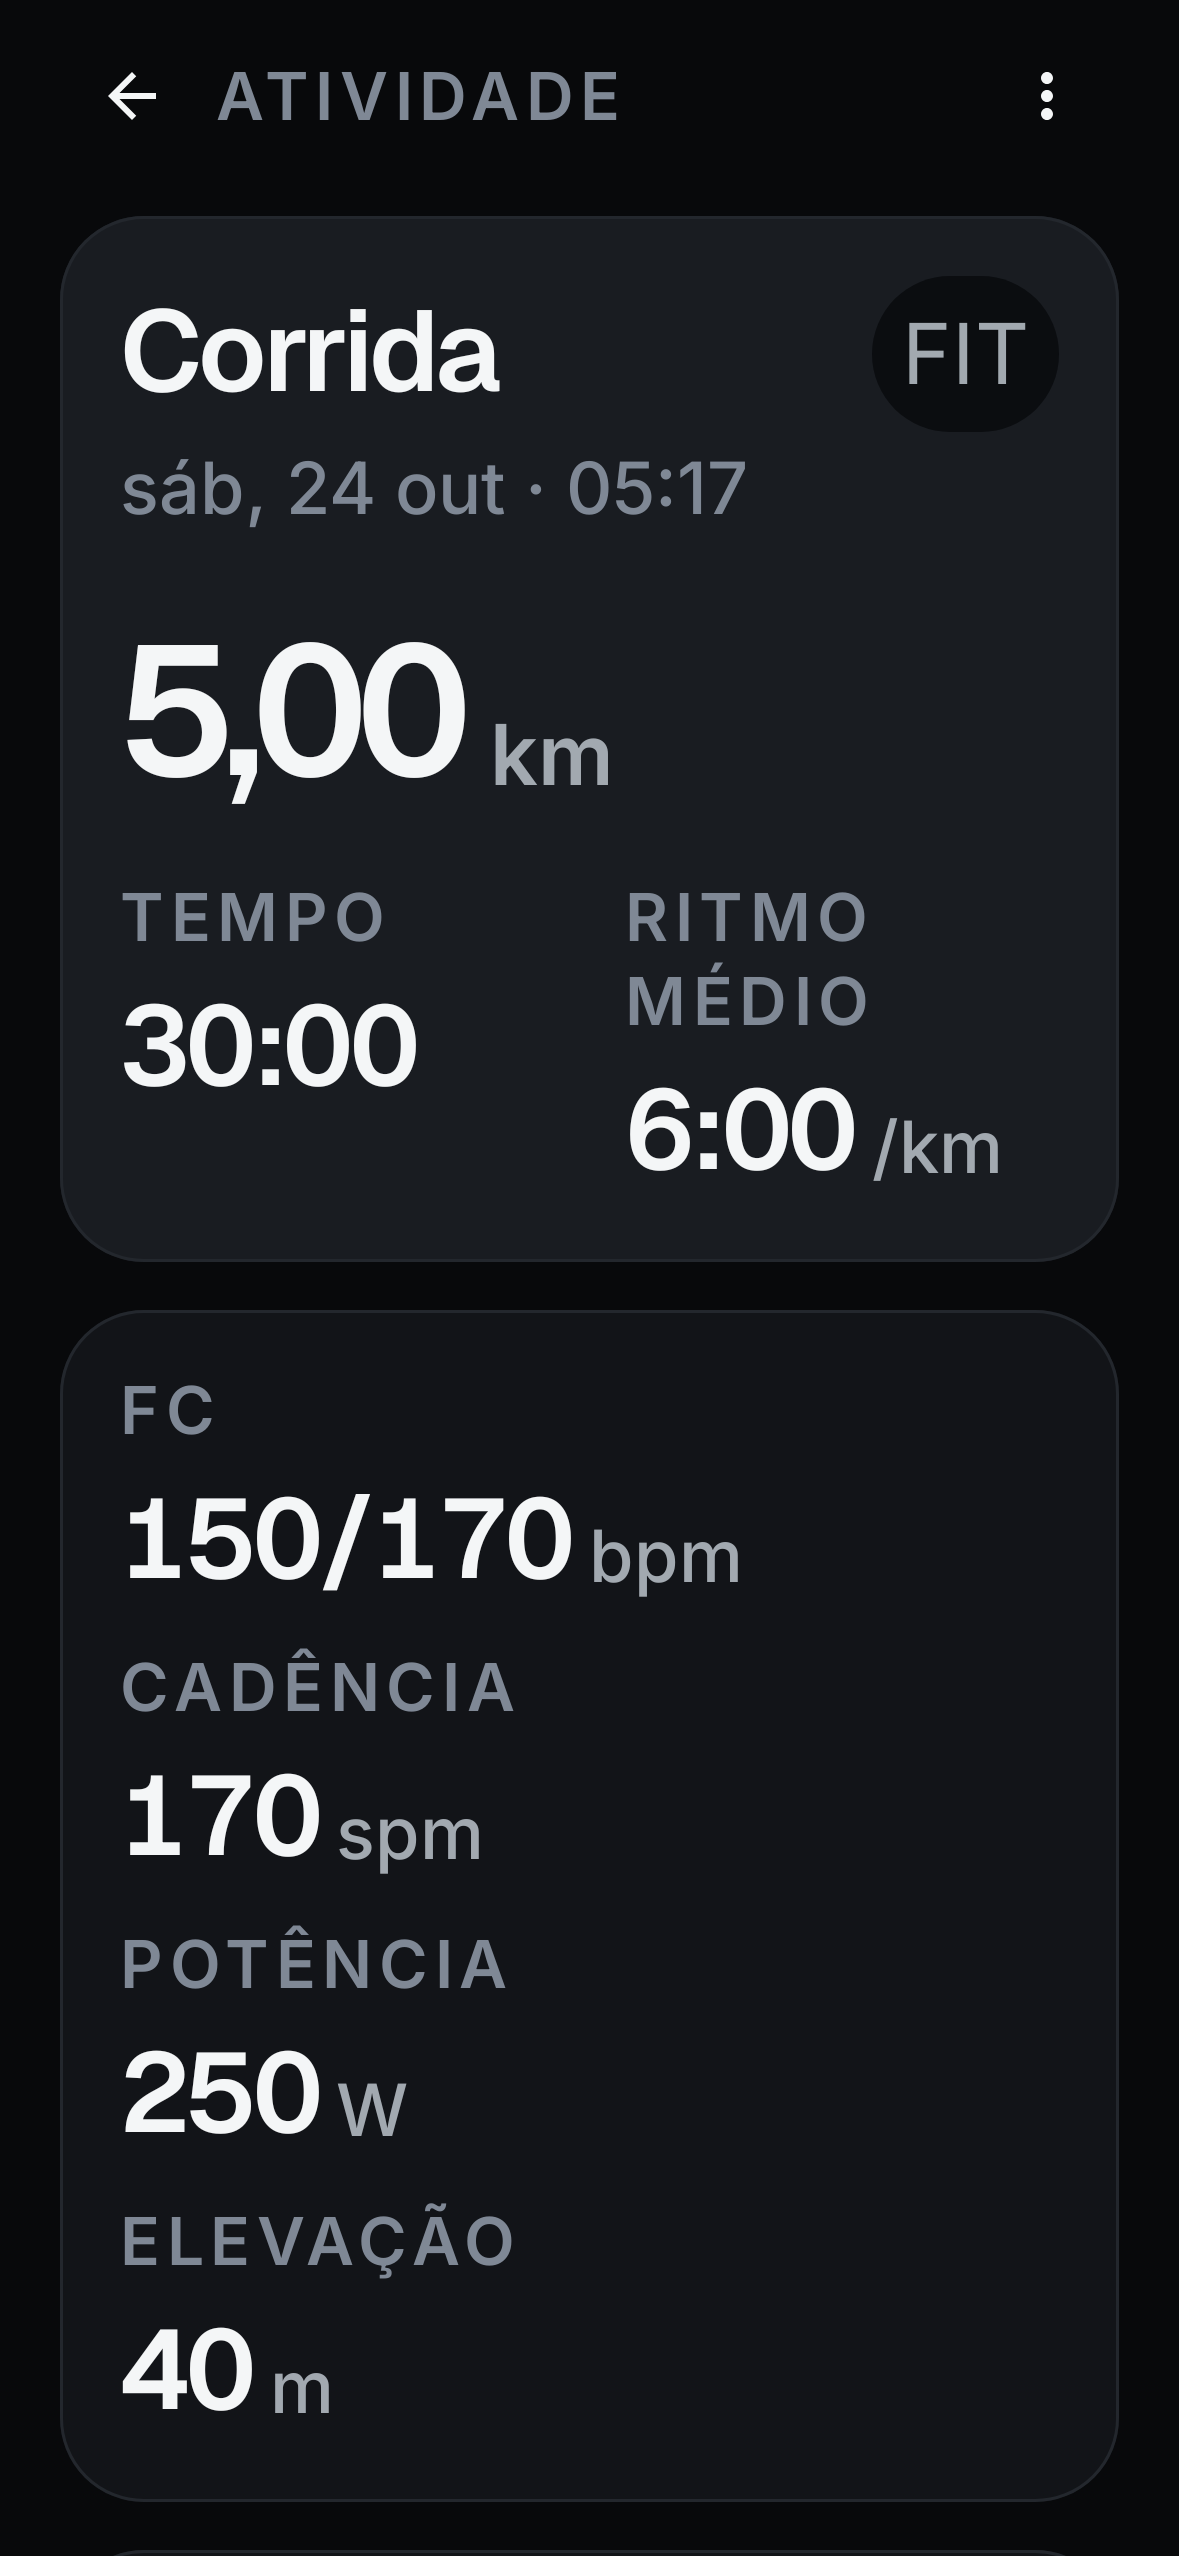 ATIVIDADE
Corrida
FIT
sáb, 24 out · 05:17
5,00 km
TEMPO
30:00
RITMO
MÉDIO
6:00 /km
FC
150/170 bpm
CADÊNCIA
170 spm
POTÊNCIA
250 W
ELEVAÇÃO
40 m